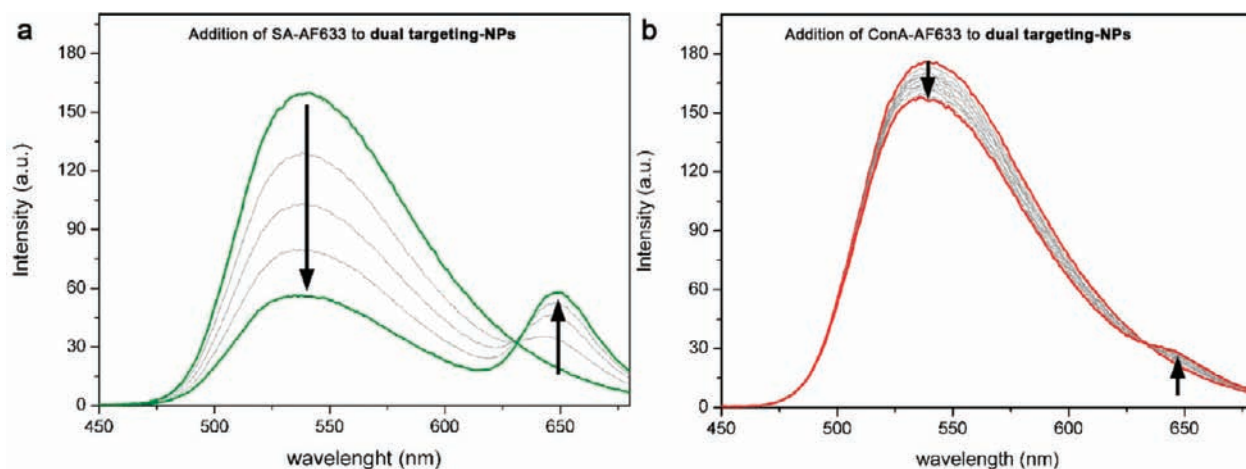 a
Addition of SA-AF633 to dual targeting-NPs
180
150
120
90
60
30
0
Intensity (a.u.)
450 500 550 600 650
wavelenght (nm)
b
Addition of ConA-AF633 to dual targeting-NPs
180
150
120
90
60
30
0
Intensity (a.u.)
450 500 550 600 650
wavelength (nm)